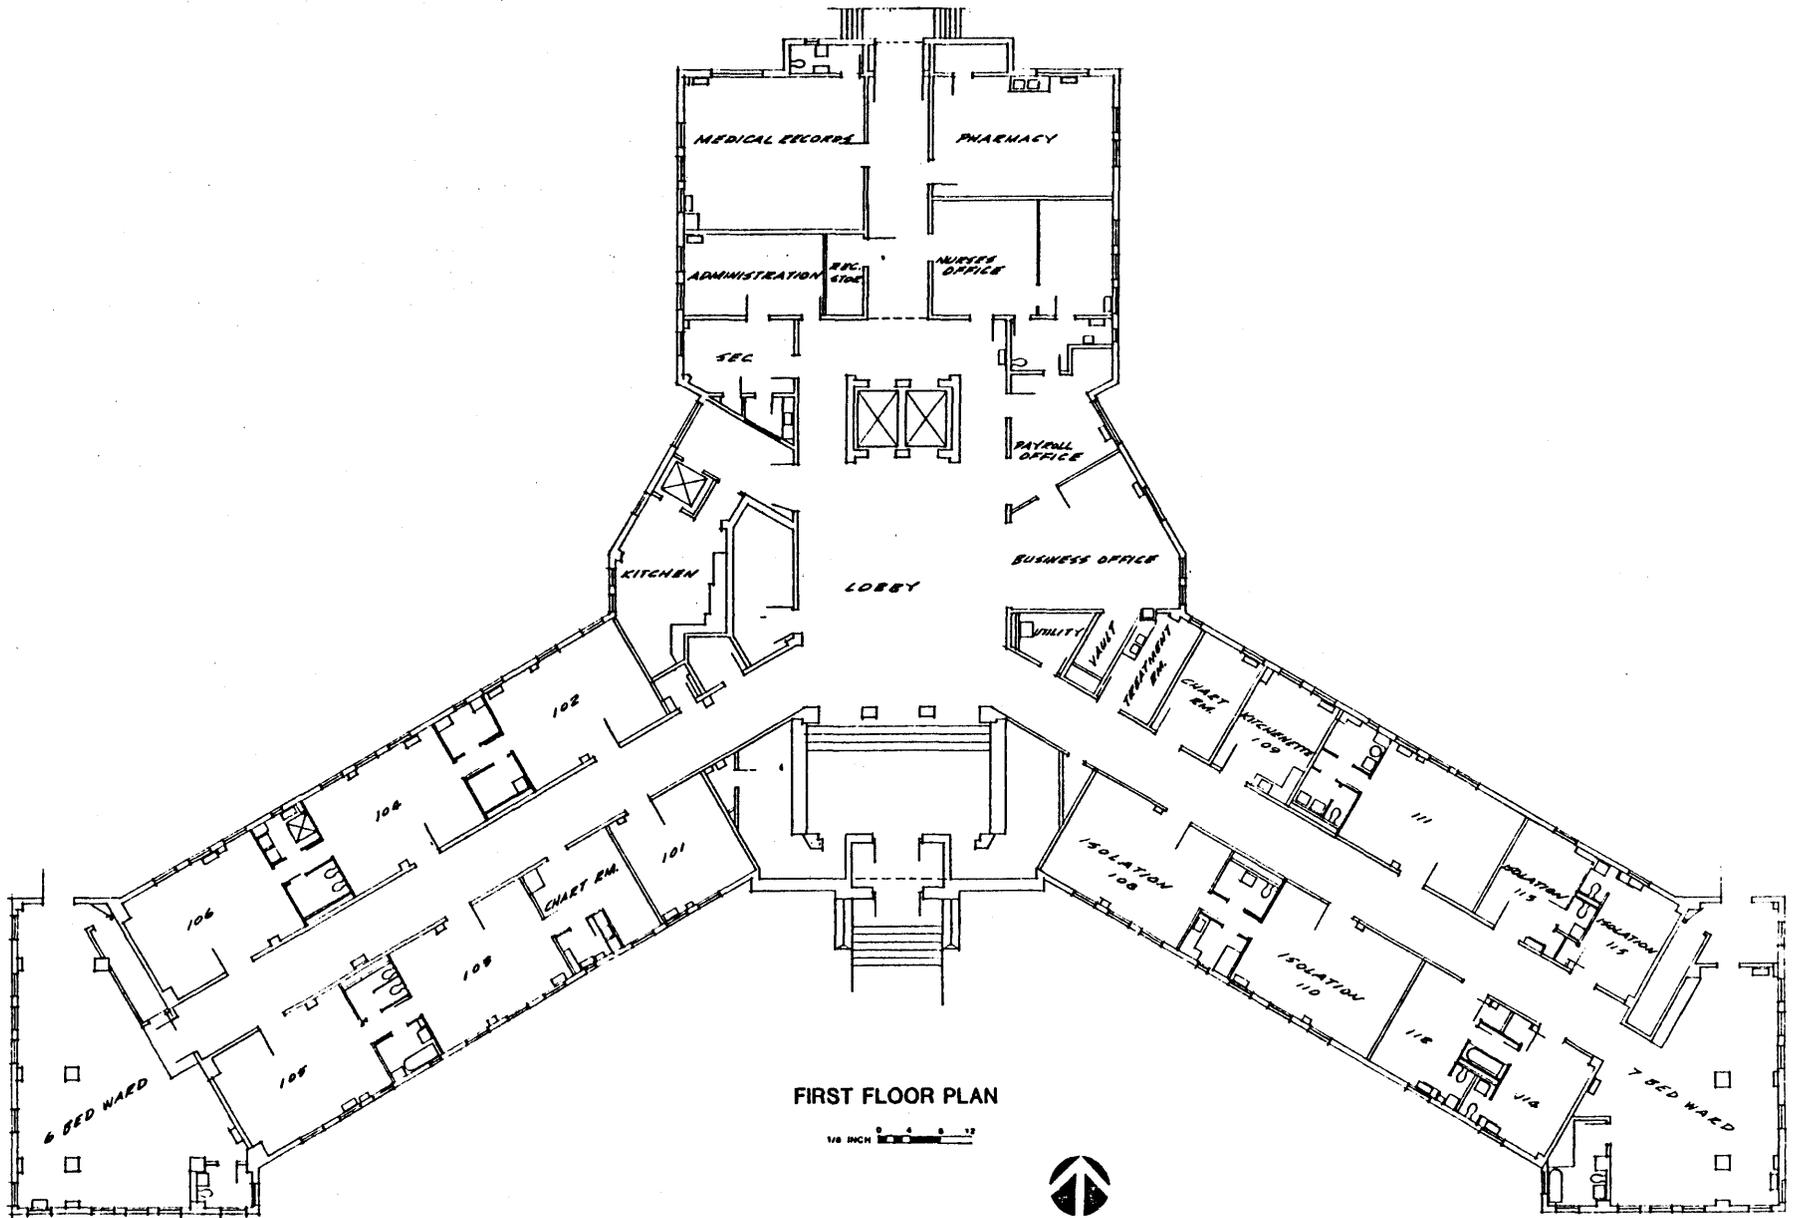 MEDICAL RECORDS
PHARMACY
ADMINISTRATION
REC.
STOR
NURSES
OFFICE
SEC
PAYROLL
OFFICE
KITCHEN
LOBBY
BUSINESS OFFICE
UTILITY
VAULT
TREATMENT
RM.
CHART
RM.
KITCHENETTE
109
102
104
106
101
CHART RM.
103
105
6 BED WARD
ISOLATION
108
ISOLATION
110
111
ISOLATION
113
ISOLATION
115
112
114
7 BED WARD
FIRST FLOOR PLAN
1/8 INCH 0 4 8 12